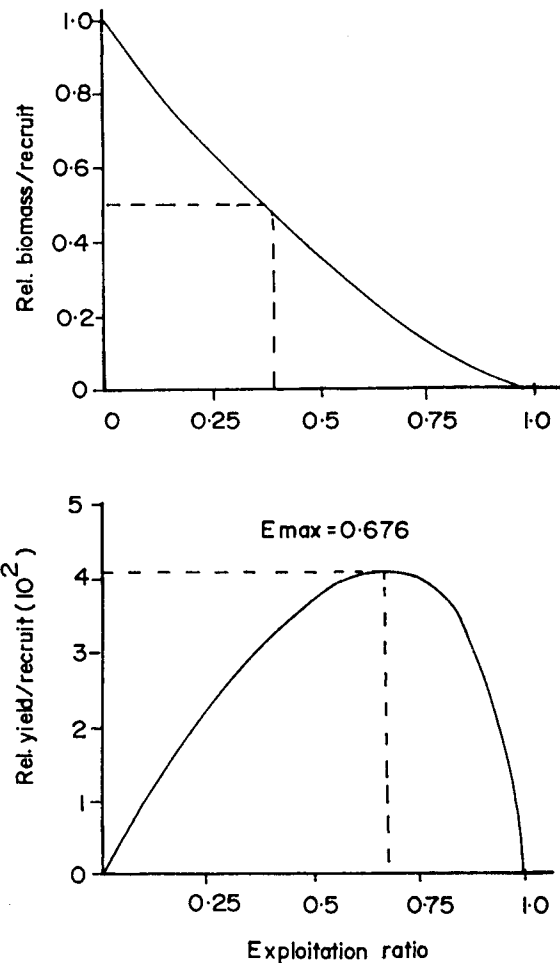 Rel. biomass/recruit
1·0
0·8
0·6
0·4
0·2
0
0 0·25 0·5 0·75 1·0
Emax=0·676
Rel. yield/recruit (10²)
5
4
3
2
1
0
0·25 0·5 0·75 1·0
Exploitation ratio